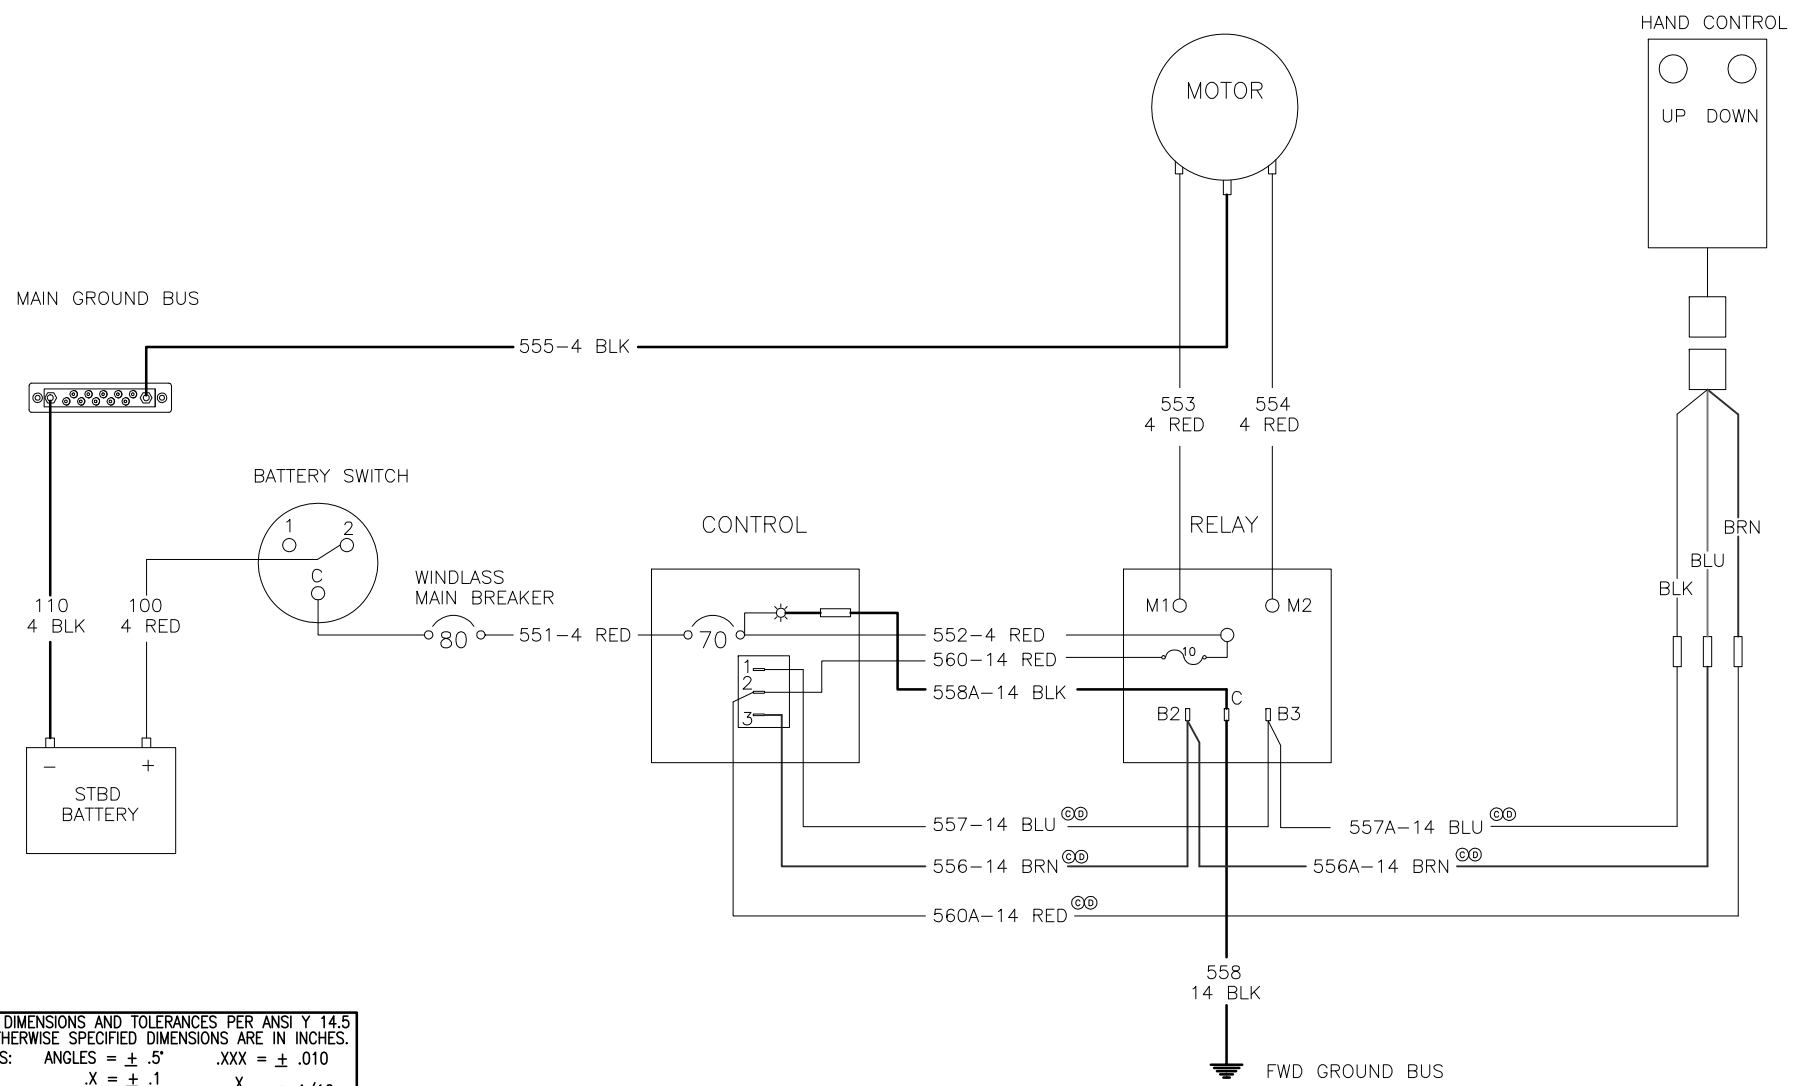 HAND CONTROL
MOTOR
UP DOWN
MAIN GROUND BUS
555-4 BLK
553
4 RED
554
4 RED
BATTERY SWITCH
1
2
C
CONTROL
RELAY
BRN
BLU
BLK
WINDLASS
MAIN BREAKER
110
4 BLK
100
4 RED
80
551-4 RED
70
M1
M2
552-4 RED
560-14 RED
10
558A-14 BLK
1
2
3
C
B2
B3
- +
STBD
BATTERY
557-14 BLU
C D
557A-14 BLU
C D
556-14 BRN
C D
556A-14 BRN
C D
560A-14 RED
C D
558
14 BLK
FWD GROUND BUS
DIMENSIONS AND TOLERANCES PER ANSI Y 14.5
THERWISE SPECIFIED DIMENSIONS ARE IN INCHES.
S: ANGLES = ± .5° .XXX = ± .010
.X = ± .1